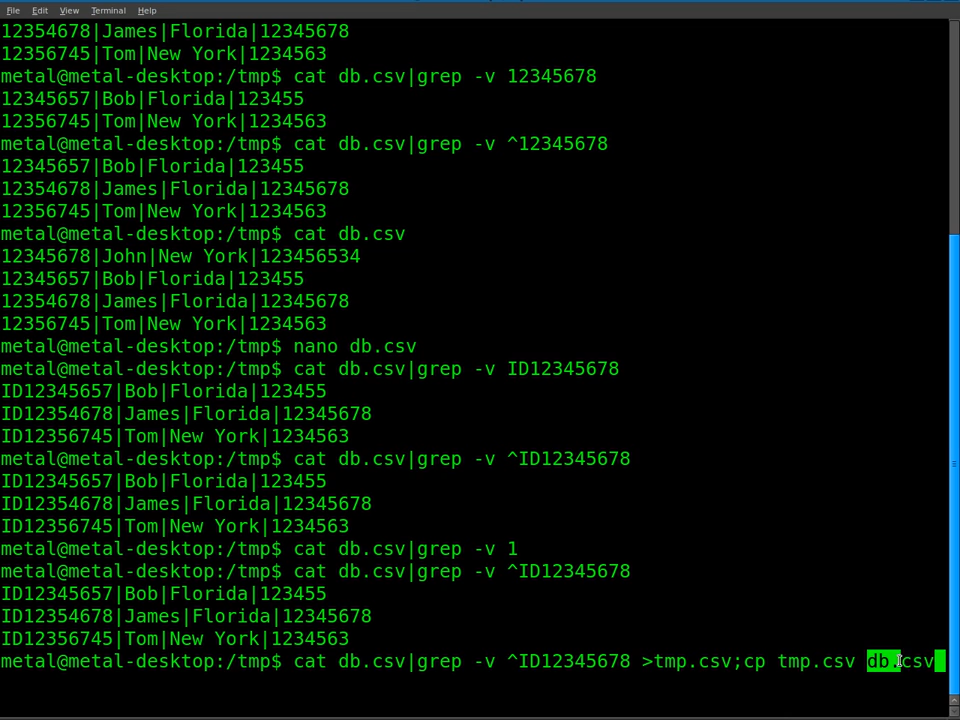 File Edit View Terminal Help
12354678|James|Florida|12345678
12356745|Tom|New York|1234563
metal@metal-desktop:/tmp$ cat db.csv|grep -v 12345678
12345657|Bob|Florida|123455
12356745|Tom|New York|1234563
metal@metal-desktop:/tmp$ cat db.csv|grep -v ^12345678
12345657|Bob|Florida|123455
12354678|James|Florida|12345678
12356745|Tom|New York|1234563
metal@metal-desktop:/tmp$ cat db.csv
12345678|John|New York|123456534
12345657|Bob|Florida|123455
12354678|James|Florida|12345678
12356745|Tom|New York|1234563
metal@metal-desktop:/tmp$ nano db.csv
metal@metal-desktop:/tmp$ cat db.csv|grep -v ID12345678
ID12345657|Bob|Florida|123455
ID12354678|James|Florida|12345678
ID12356745|Tom|New York|1234563
metal@metal-desktop:/tmp$ cat db.csv|grep -v ^ID12345678
ID12345657|Bob|Florida|123455
ID12354678|James|Florida|12345678
ID12356745|Tom|New York|1234563
metal@metal-desktop:/tmp$ cat db.csv|grep -v 1
metal@metal-desktop:/tmp$ cat db.csv|grep -v ^ID12345678
ID12345657|Bob|Florida|123455
ID12354678|James|Florida|12345678
ID12356745|Tom|New York|1234563
metal@metal-desktop:/tmp$ cat db.csv|grep -v ^ID12345678 >tmp.csv;cp tmp.csv db.csv